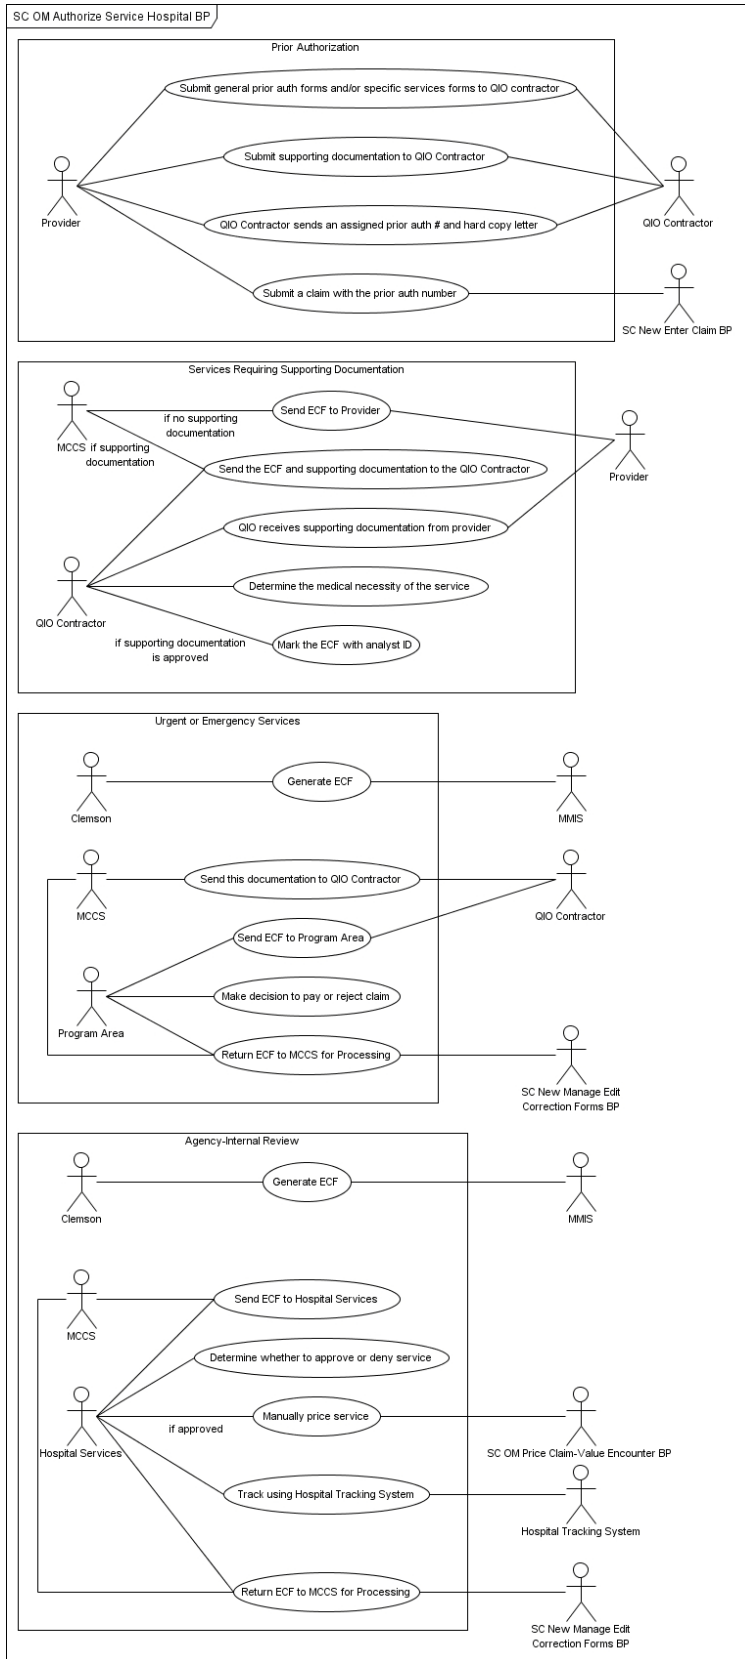 SC OM Authorize Service Hospital BP
Prior Authorization
Submit general prior auth forms and/or specific services forms to QIO contractor
Submit supporting documentation to QIO Contractor
Provider
QIO Contractor
QIO Contractor sends an assigned prior auth # and hard copy letter
Submit a claim with the prior auth number
SC New Enter Claim BP
Services Requiring Supporting Documentation
Send ECF to Provider
if no supporting
documentation
MCCS
if supporting
documentation
Provider
Send the ECF and supporting documentation to the QIO Contractor
QIO receives supporting documentation from provider
Determine the medical necessity of the service
QIO Contractor
if supporting documentation
is approved
Mark the ECF with analyst ID
Urgent or Emergency Services
Generate ECF
Clemson
MMIS
Send this documentation to QIO Contractor
MCCS
QIO Contractor
Send ECF to Program Area
Make decision to pay or reject claim
Program Area
Return ECF to MCCS for Processing
SC New Manage Edit
Correction Forms BP
Agency-Internal Review
Generate ECF
Clemson
MMIS
Send ECF to Hospital Services
MCCS
Determine whether to approve or deny service
Manually price service
if approved
Hospital Services
SC OM Price Claim-Value Encounter BP
Track using Hospital Tracking System
Hospital Tracking System
Return ECF to MCCS for Processing
SC New Manage Edit
Correction Forms BP